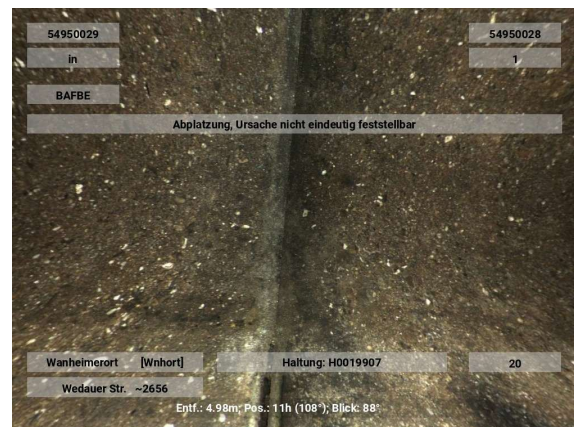 54950029 54950028
in 1
BAFBE
Abplatzung, Ursache nicht eindeutig feststellbar
Wanheimerort [Wnhort] Haltung: H0019907 20
Wedauer Str. ~2656
Entf.: 4.98m; Pos.: 11h (108°); Blick: 88°